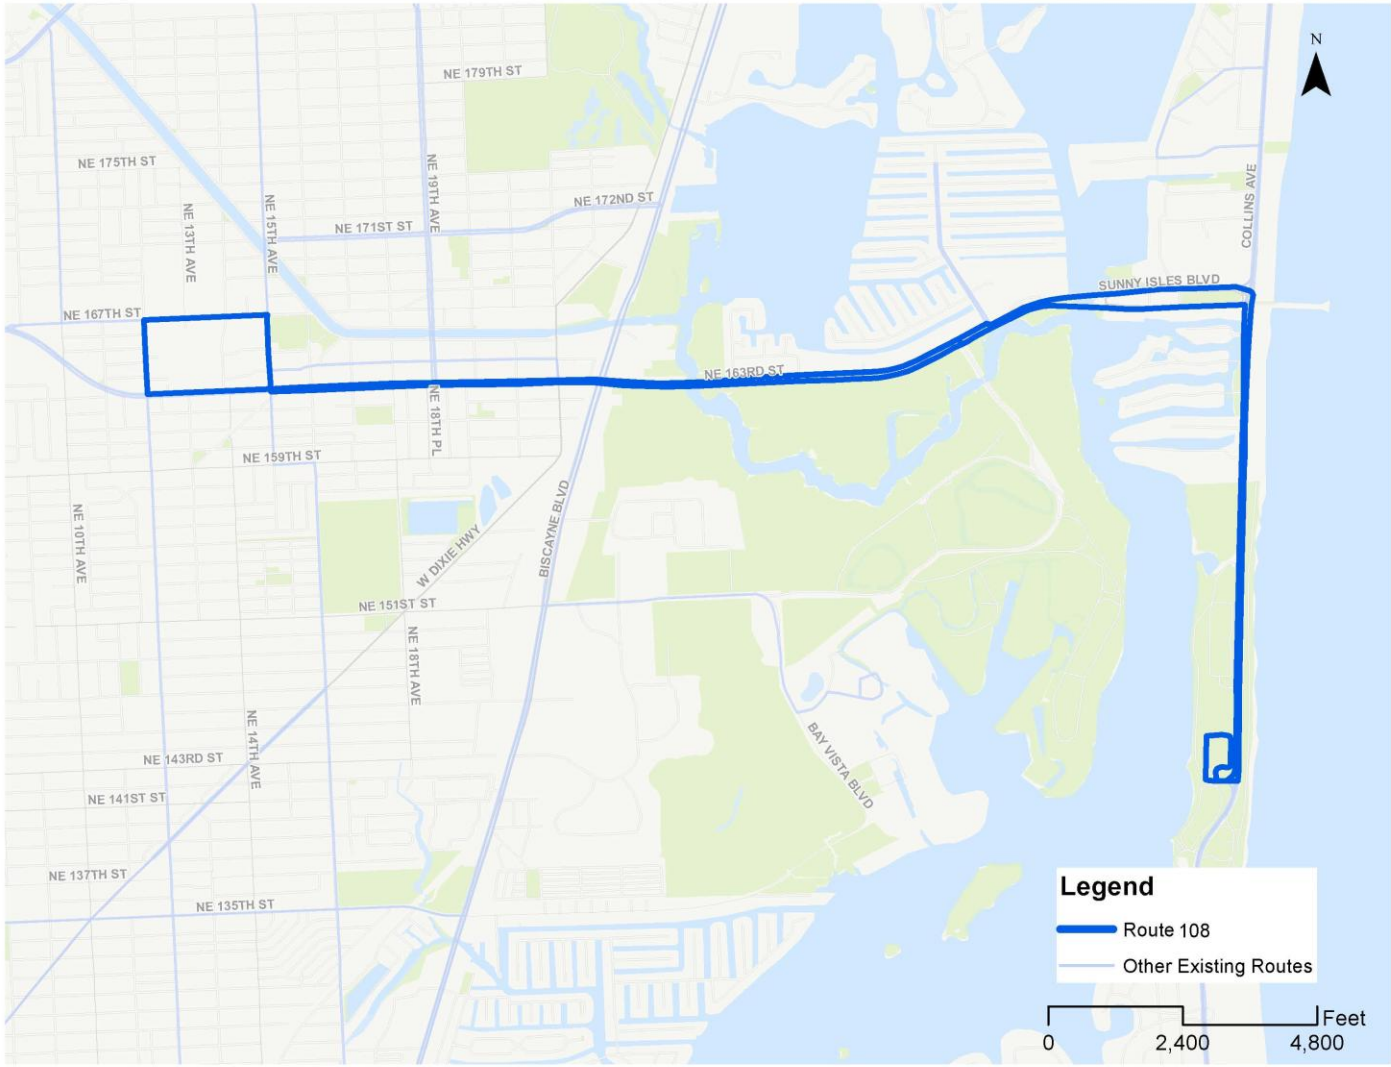 N
NE 179TH ST
NE 175TH ST
NE 19TH AVE
NE 172ND ST
COLLINS AVE
NE 13TH AVE
NE 15TH AVE
NE 171ST ST
SUNNY ISLES BLVD
NE 167TH ST
NE 163RD ST
NE 18TH PL
NE 159TH ST
BISCAYNE BLVD
NE 10TH AVE
W DIXIE HWY
NE 151ST ST
NE 18TH AVE
NE 14TH AVE
BAY VISTA BLVD
NE 143RD ST
NE 141ST ST
NE 137TH ST
NE 135TH ST
Legend
Route 108
Other Existing Routes
Feet
0 2,400 4,800